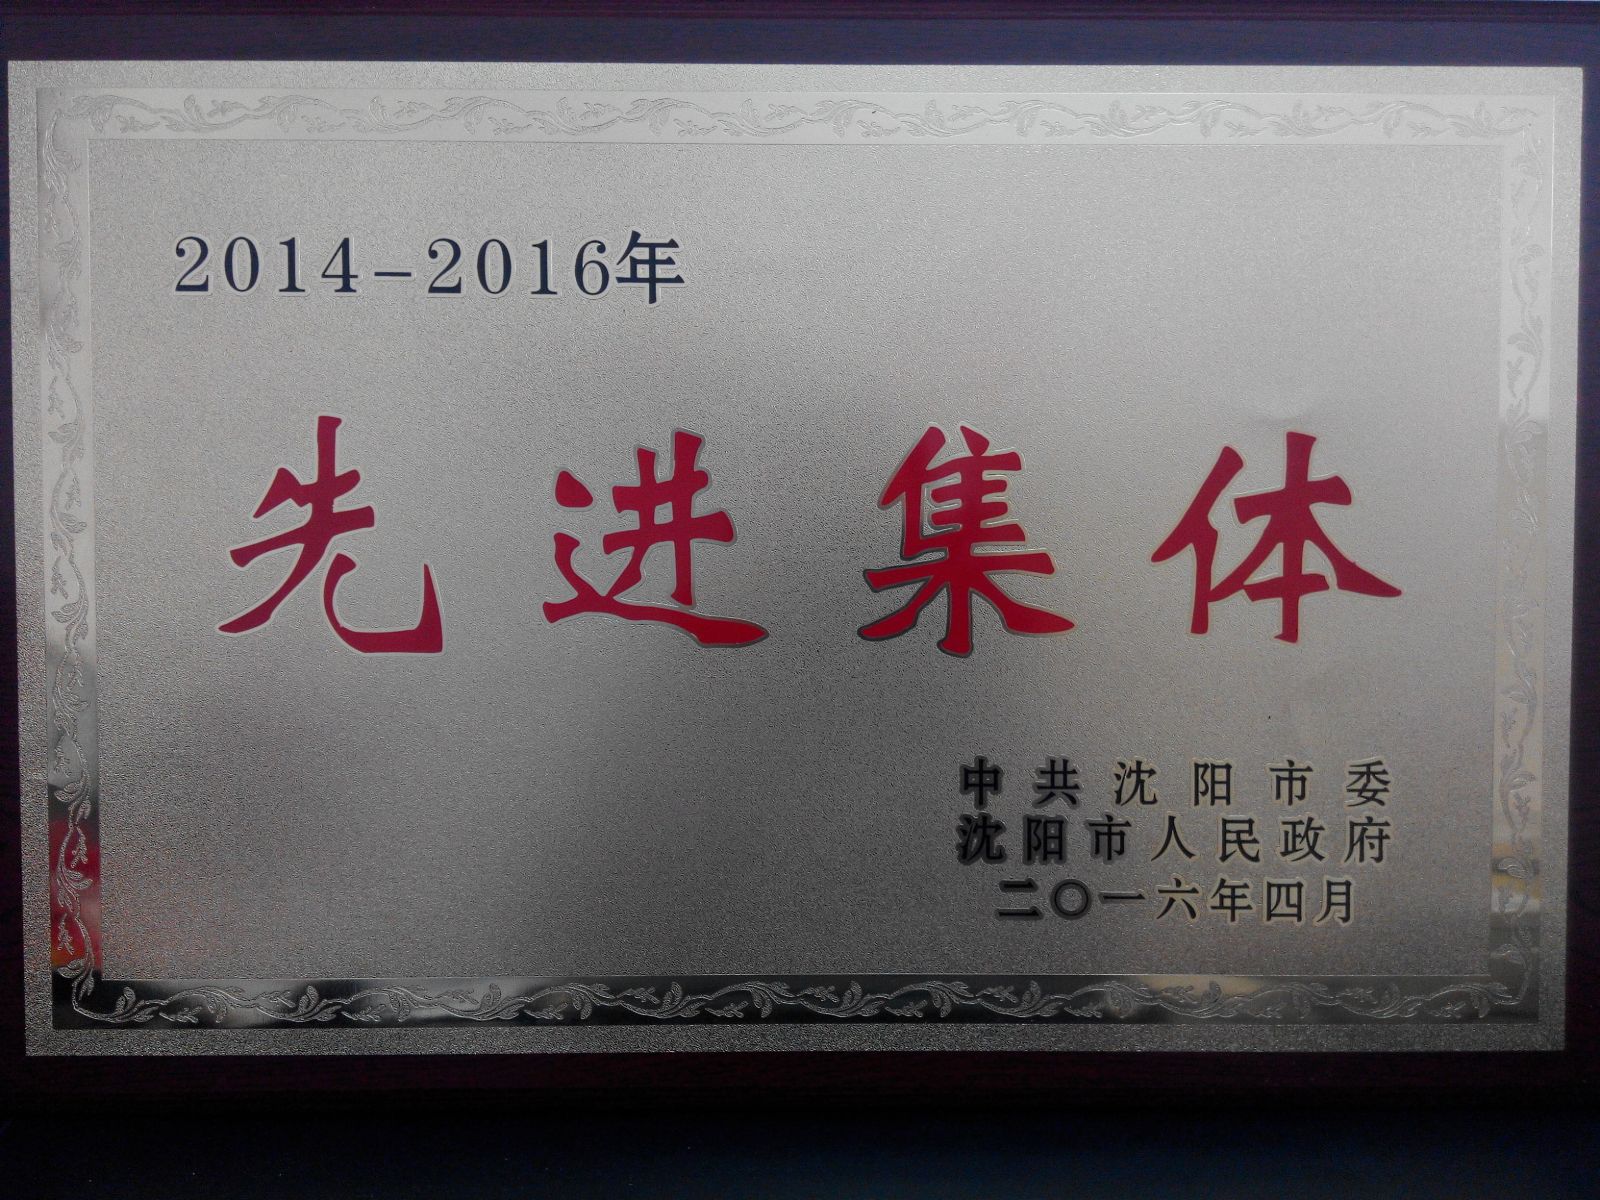 2014-2016年
先进集体
中共沈阳市委
沈阳市人民政府
二〇一六年四月